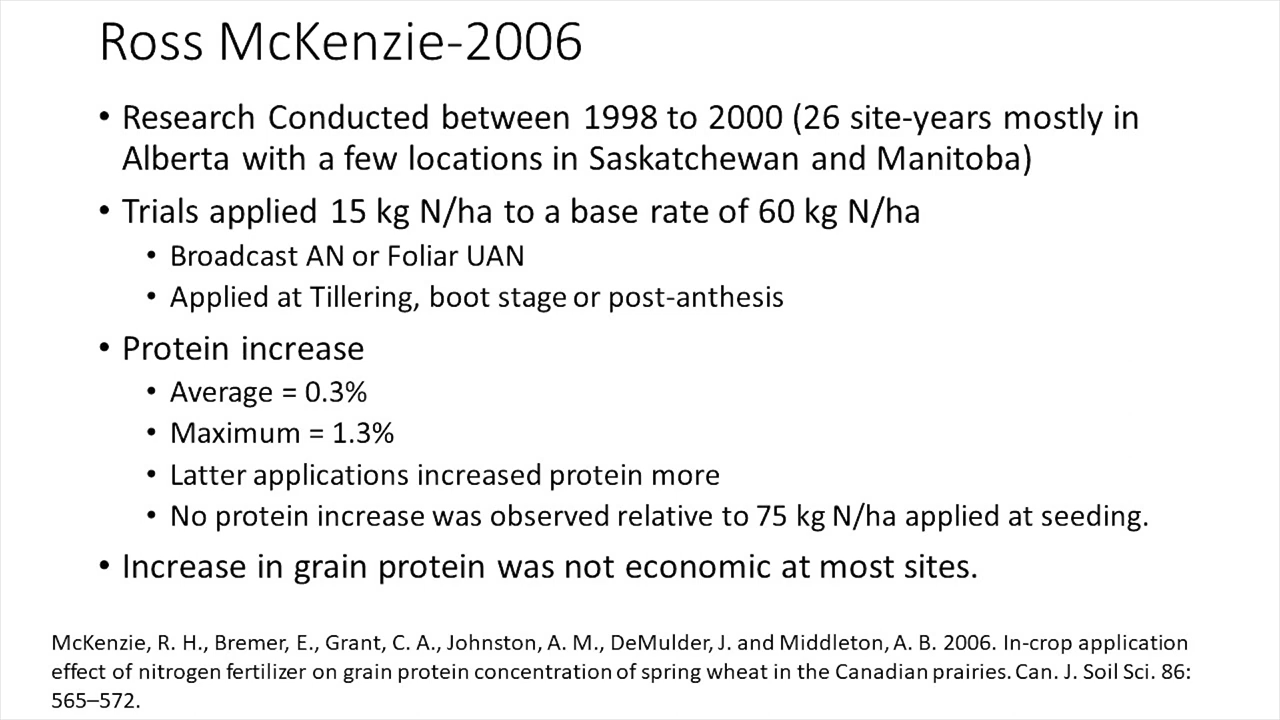 Ross McKenzie-2006
• Research Conducted between 1998 to 2000 (26 site-years mostly in
Alberta with a few locations in Saskatchewan and Manitoba)
• Trials applied 15 kg N/ha to a base rate of 60 kg N/ha
• Broadcast AN or Foliar UAN
• Applied at Tillering, boot stage or post-anthesis
• Protein increase
• Average = 0.3%
• Maximum = 1.3%
• Latter applications increased protein more
• No protein increase was observed relative to 75 kg N/ha applied at seeding.
• Increase in grain protein was not economic at most sites.
McKenzie, R. H., Bremer, E., Grant, C. A., Johnston, A. M., DeMulder, J. and Middleton, A. B. 2006. In-crop application
effect of nitrogen fertilizer on grain protein concentration of spring wheat in the Canadian prairies. Can. J. Soil Sci. 86:
565–572.